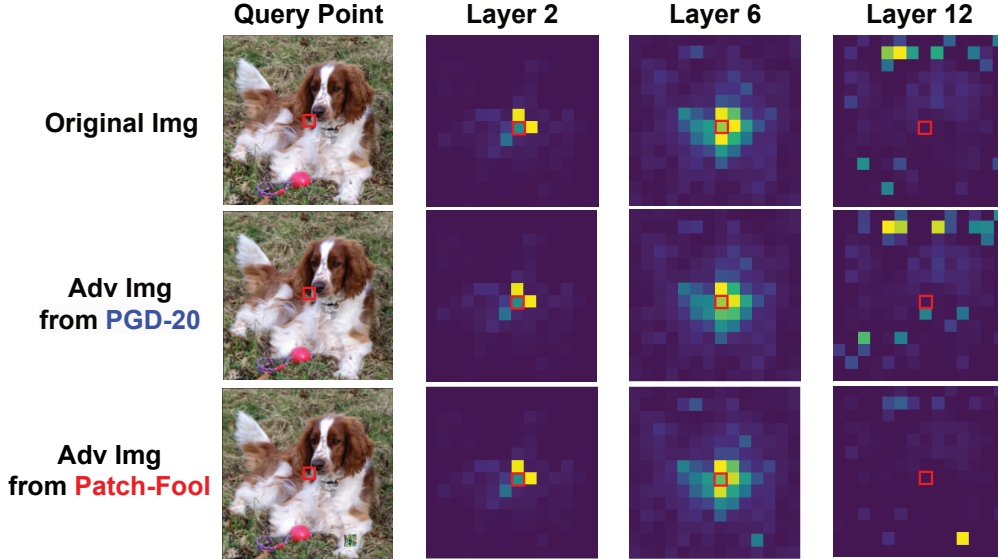 Query Point Layer 2 Layer 6 Layer 12
Original Img
Adv Img
from PGD-20
Adv Img
from Patch-Fool